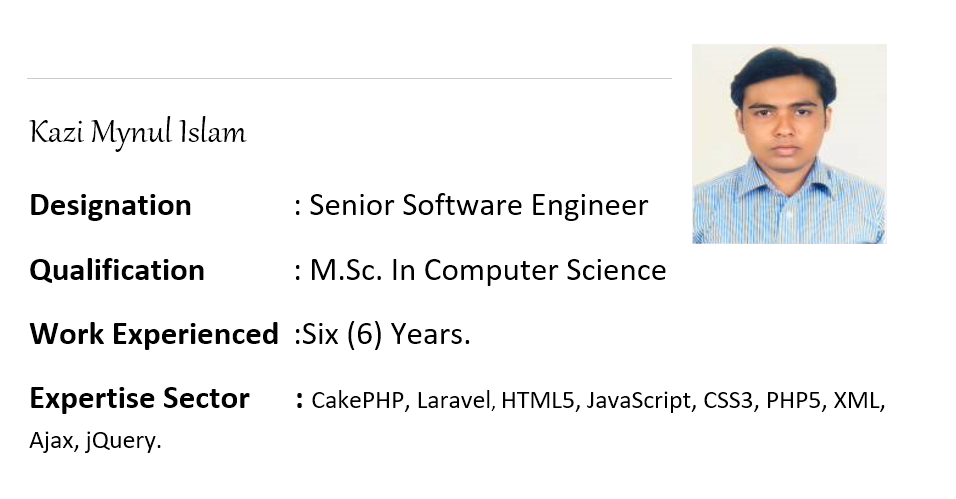 Kazi Mynul Islam
Designation : Senior Software Engineer
Qualification : M.Sc. In Computer Science
Work Experienced :Six (6) Years.
Expertise Sector : CakePHP, Laravel, HTML5, JavaScript, CSS3, PHP5, XML,
Ajax, jQuery.